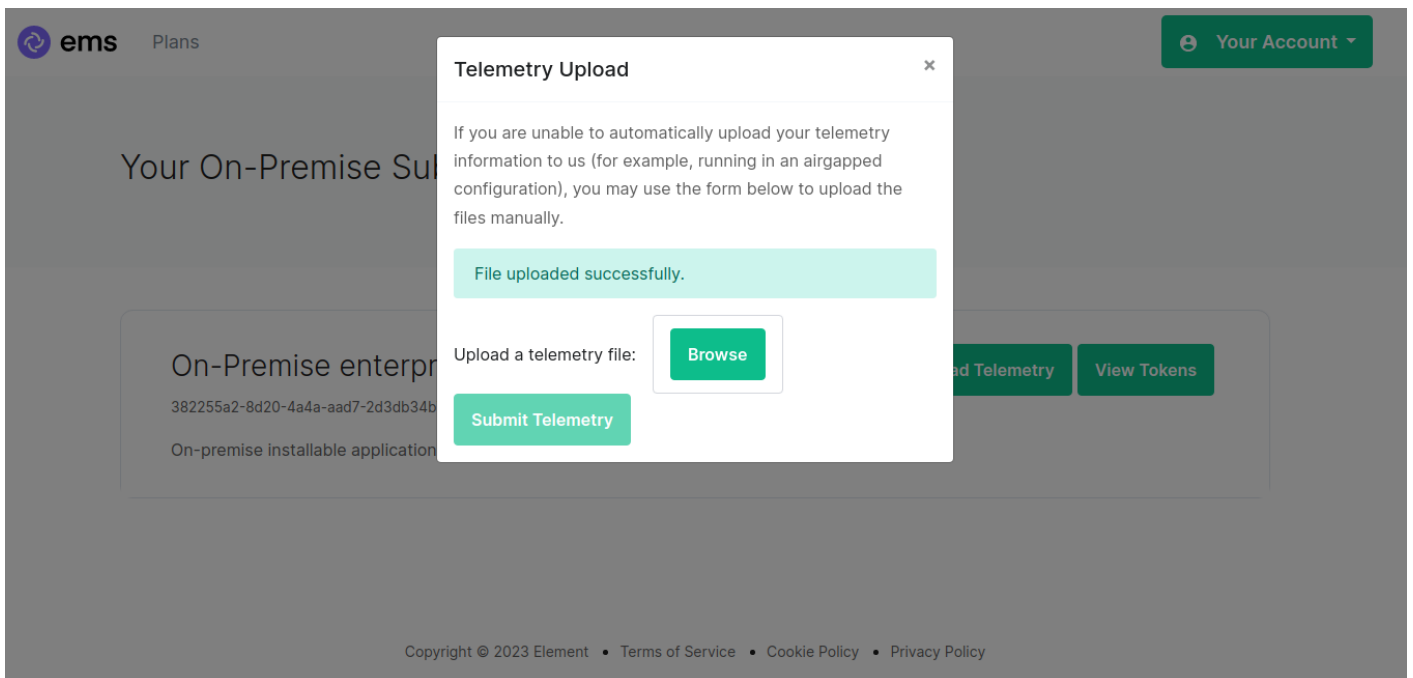 ems Plans Your Account
Telemetry Upload ×
If you are unable to automatically upload your telemetry
information to us (for example, running in an airgapped
configuration), you may use the form below to upload the
files manually.
File uploaded successfully.
Upload a telemetry file: Browse
Submit Telemetry
Your On-Premise
On-Premise
382255a2-8d20-4a4a-aad7-2d3db34b
On-premise installable application
Telemetry View Tokens
Copyright © 2023 Element • Terms of Service • Cookie Policy • Privacy Policy